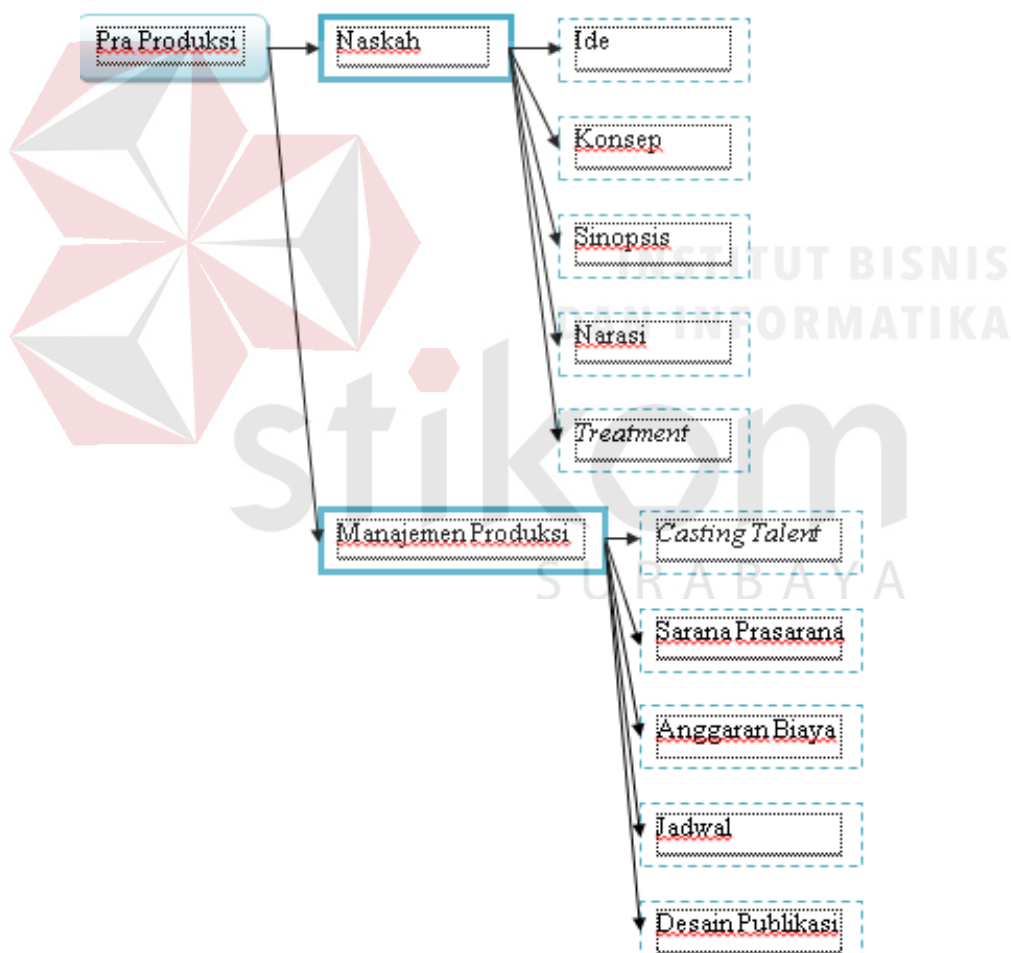 Pra Produksi
Naskah
Ide
Konsep
Sinopsis
Narasi
Treatment
Manajemen Produksi
Casting Talent
Sarana Prasarana
Anggaran Biaya
Jadwal
Desain Publikasi
INSTITUT BISNIS
DAN INFORMATIKA
stikom
SURABAYA